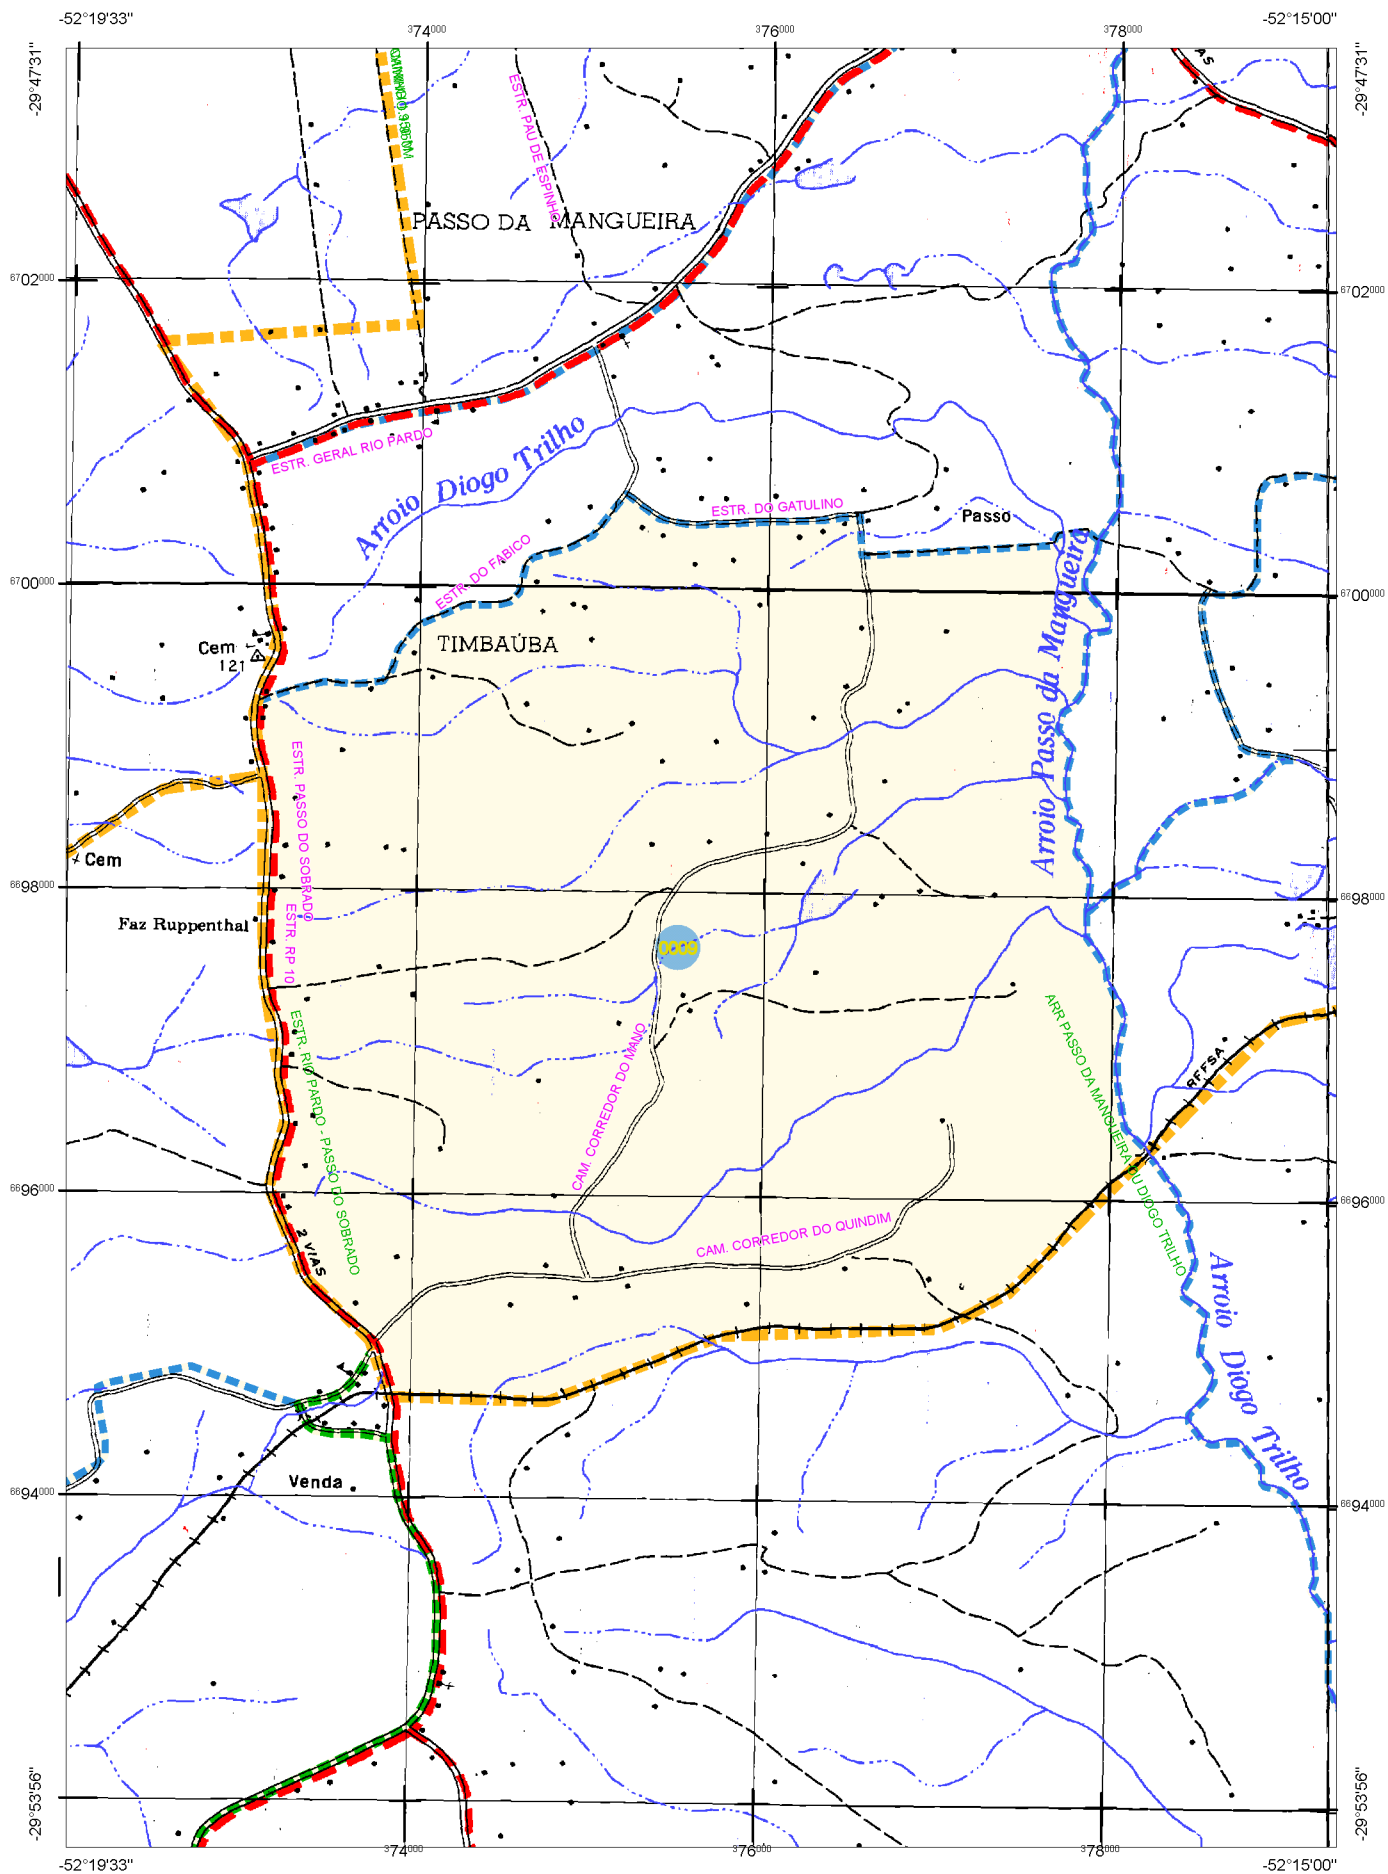 -52°19'33"
-52°15'00"
374000
376000
378000
-29°47'31"
-29°47'31"
ESTR. PAU DE ESPINHO
PASSO DA MANGUEIRA
6702000
6702000
ESTR. GERAL RIO PARDO
Arroio Diogo Trilho
ESTR. DO GATULINO
Passo
ESTR. DO FABICO
6700000
6700000
Arroio Passo da Mangueira
TIMBAÚBA
Cem
121
ESTR. PASSO DO SOBRADO
Cem
6698000
6698000
Faz Ruppenthal
ESTR. RP 10
0009
ARR PASSO DA MANGUEIRA OU DIOGO TRILHO
ESTR. RIO PARDO - PASSO DO SOBRADO
CAM. CORREDOR DO MANO
RFFSA
6696000
6696000
CAM. CORREDOR DO QUINDIM
2 VIAS
Arroio Diogo Trilho
Venda
6694000
6694000
-29°53'56"
-29°53'56"
374000
376000
378000
-52°19'33"
-52°15'00"